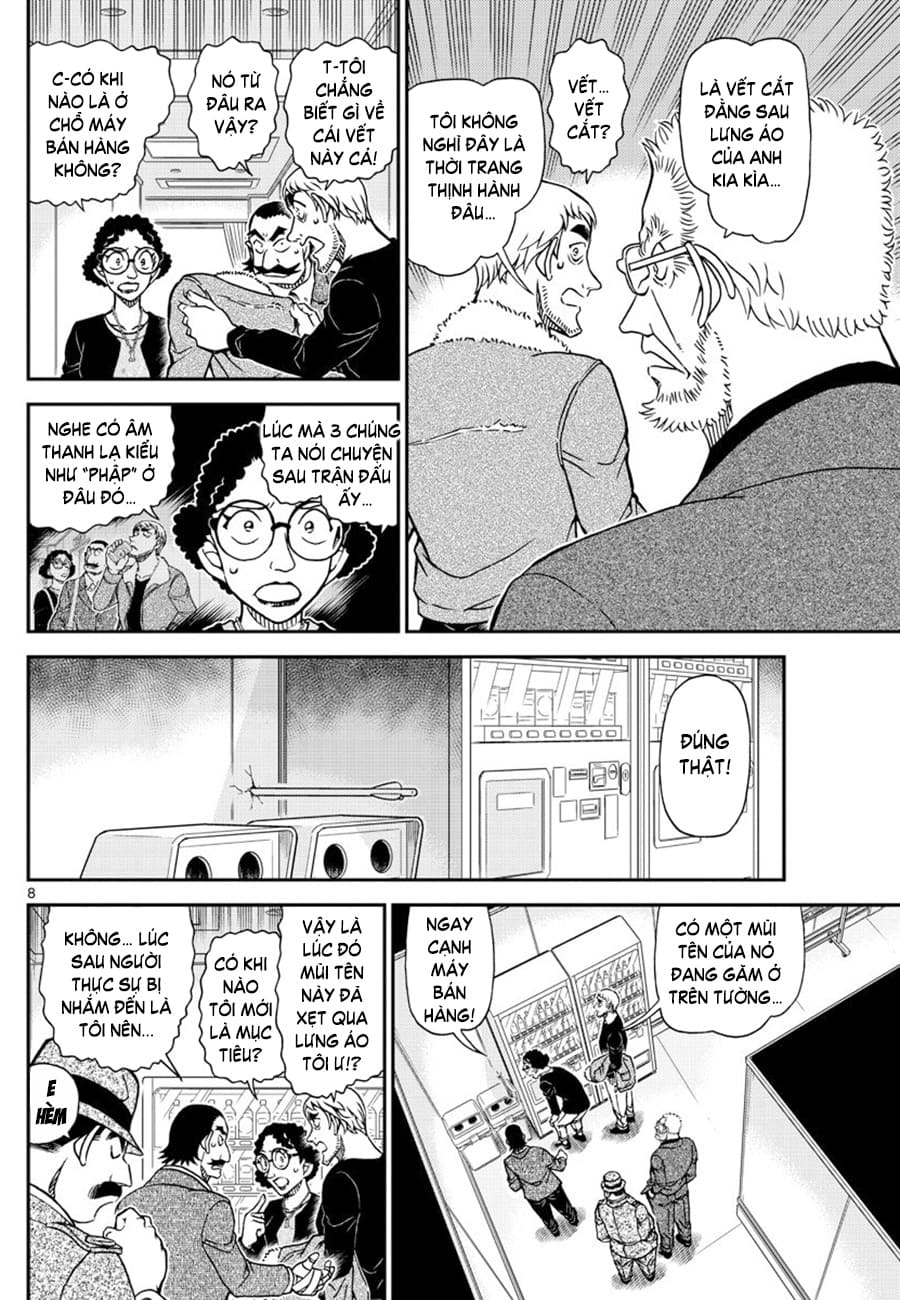 LÀ VẾT CẮT
ĐẰNG SAU
LƯNG ÁO
CỦA ANH
KIA KÌA...
VẾT...
VẾT
CẮT?
TÔI KHÔNG
NGHỈ ĐÂY LÀ
THỜI TRANG
THỊNH HÀNH
ĐÂU...
T-TÔI
CHẲNG
BIẾT GÌ VỀ
CÁI VẾT
NÀY CẢ!
NÓ TỪ
ĐÂU RA
VẬY?
C-CÓ KHI
NÀO LÀ Ở
CHỔ MÁY
BÁN HÀNG
KHÔNG?
LÚC MÀ 3 CHÚNG
TA NÓI CHUYỆN
SAU TRẬN ĐẤU
ẤY...
NGHE CÓ ÂM
THANH LẠ KIỂU
NHƯ "PHẬP" Ở
ĐÂU ĐÓ...
ĐÚNG
THẬT!
8
CÓ MỘT MŨI
TÊN CỦA NỎ
ĐANG GĂM Ở
TRÊN TƯỜNG...
NGAY
CẠNH
MÁY
BÁN
HÀNG!
VẬY LÀ
LÚC ĐÓ
MŨI TÊN
NÀY ĐÃ
XẸT QUA
LƯNG ÁO
TÔI Ư!?
CÓ KHI
NÀO TÔI
MỚI LÀ MỤC
TIÊU?
KHÔNG... LÚC
SAU NGƯỜI
THỰC SỰ BỊ
NHẮM ĐẾN LÀ
TÔI NÊN...
E
HÈM